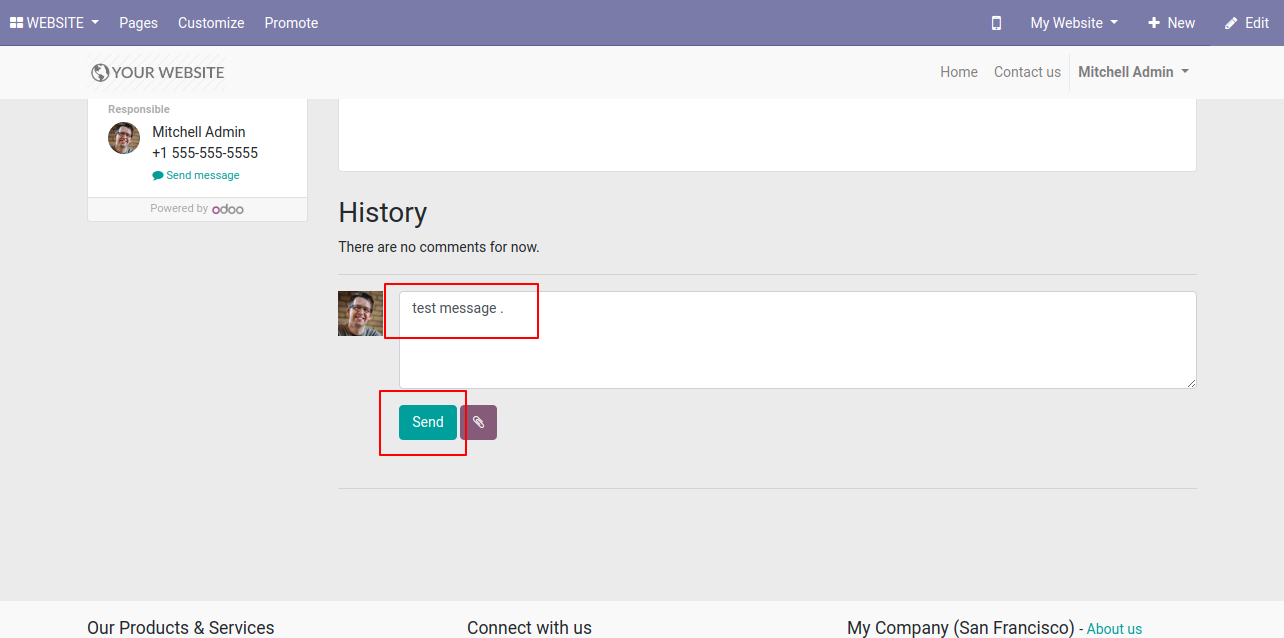 WEBSITE Pages Customize Promote My Website New Edit
YOUR WEBSITE Home Contact us Mitchell Admin
Responsible
Mitchell Admin
+1 555-555-5555
Send message
Powered by odoo
History
There are no comments for now.
test message .
Send
Our Products & Services Connect with us My Company (San Francisco) - About us